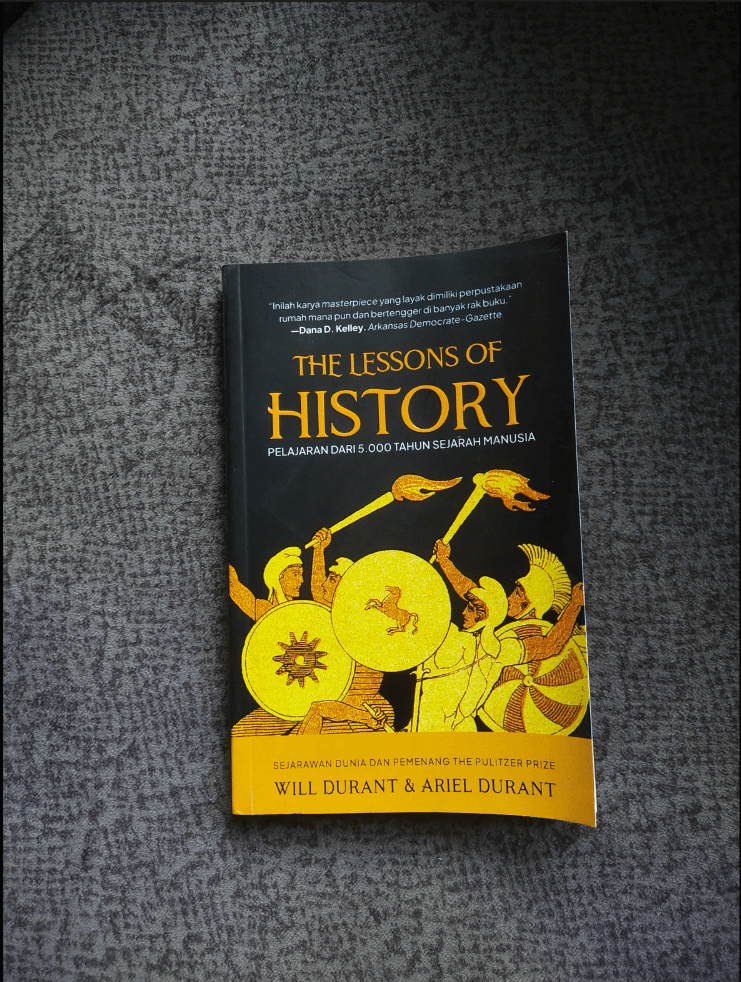 "Inilah karya masterpiece yang layak dimiliki perpustakaan
rumah mana pun dan bertengger di banyak rak buku."
—Dana D. Kelley. Arkansas Democrate-Gazette
THE LESSONS OF
HISTORY
PELAJARAN DARI 5.000 TAHUN SEJARAH MANUSIA
SEJARAWAN DUNIA DAN PEMENANG THE PULITZER PRIZE
WILL DURANT & ARIEL DURANT